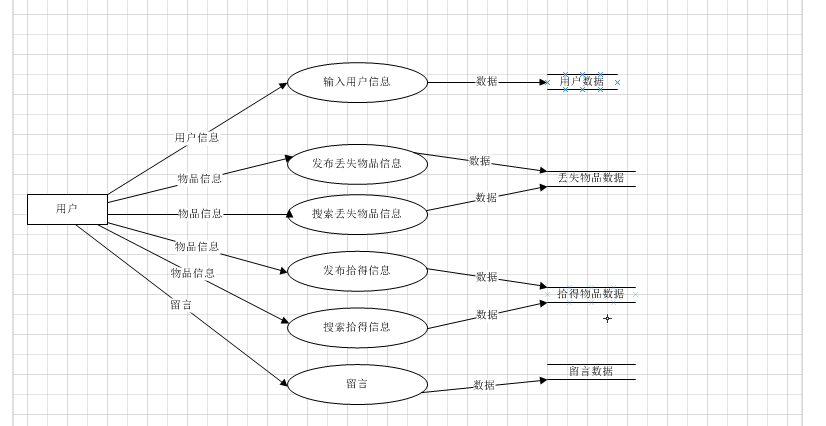 输入用户信息
数据
用户数据
用户信息
发布丢失物品信息
数据
丢失物品数据
物品信息
用户
物品信息
搜索丢失物品信息
数据
物品信息
发布拾得信息
数据
拾得物品数据
物品信息
搜索拾得信息
数据
留言
留言
数据
留言数据